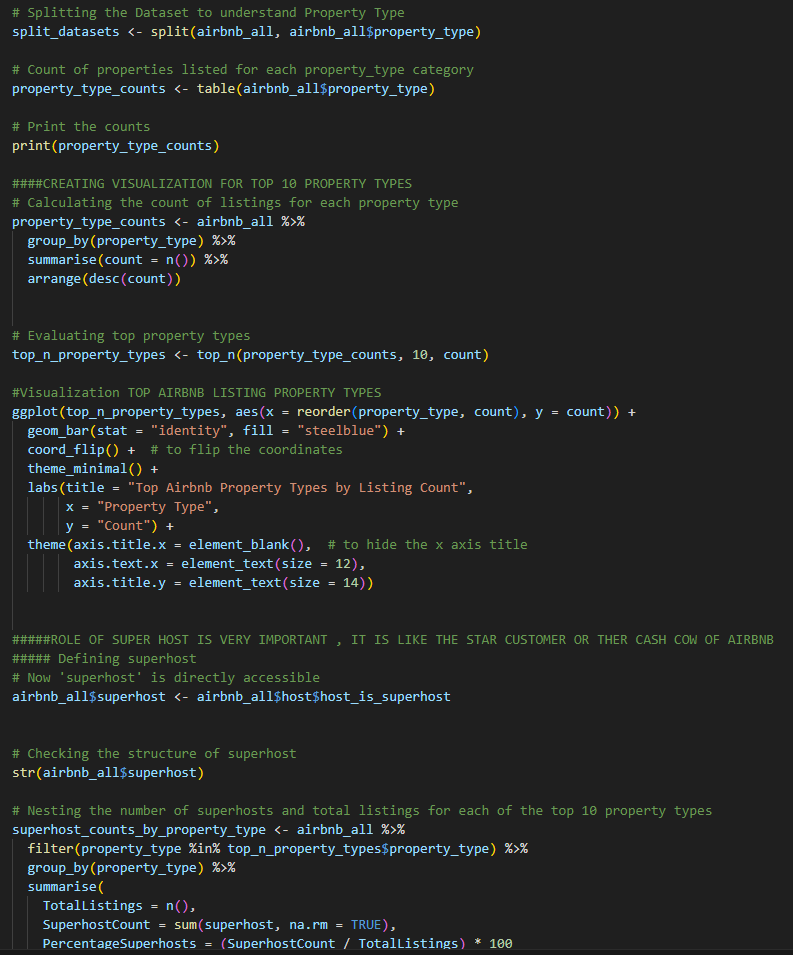 # Splitting the Dataset to understand Property Type
split_datasets <- split(airbnb_all, airbnb_all$property_type)
# Count of properties listed for each property_type category
property_type_counts <- table(airbnb_all$property_type)
# Print the counts
print(property_type_counts)
####CREATING VISUALIZATION FOR TOP 10 PROPERTY TYPES
# Calculating the count of listings for each property type
property_type_counts <- airbnb_all %>%
  group_by(property_type) %>%
  summarise(count = n()) %>%
  arrange(desc(count))
# Evaluating top property types
top_n_property_types <- top_n(property_type_counts, 10, count)
#Visualization TOP AIRBNB LISTING PROPERTY TYPES
ggplot(top_n_property_types, aes(x = reorder(property_type, count), y = count)) +
  geom_bar(stat = "identity", fill = "steelblue") +
  coord_flip() +  # to flip the coordinates
  theme_minimal() +
  labs(title = "Top Airbnb Property Types by Listing Count",
       x = "Property Type",
       y = "Count") +
  theme(axis.title.x = element_blank(),  # to hide the x axis title
        axis.text.x = element_text(size = 12),
        axis.title.y = element_text(size = 14))
#####ROLE OF SUPER HOST IS VERY IMPORTANT , IT IS LIKE THE STAR CUSTOMER OR THER CASH COW OF AIRBNB
##### Defining superhost
# Now 'superhost' is directly accessible
airbnb_all$superhost <- airbnb_all$host$host_is_superhost
# Checking the structure of superhost
str(airbnb_all$superhost)
# Nesting the number of superhosts and total listings for each of the top 10 property types
superhost_counts_by_property_type <- airbnb_all %>%
  filter(property_type %in% top_n_property_types$property_type) %>%
  group_by(property_type) %>%
  summarise(
    TotalListings = n(),
    SuperhostCount = sum(superhost, na.rm = TRUE),
    PercentageSuperhosts = (SuperhostCount / TotalListings) * 100